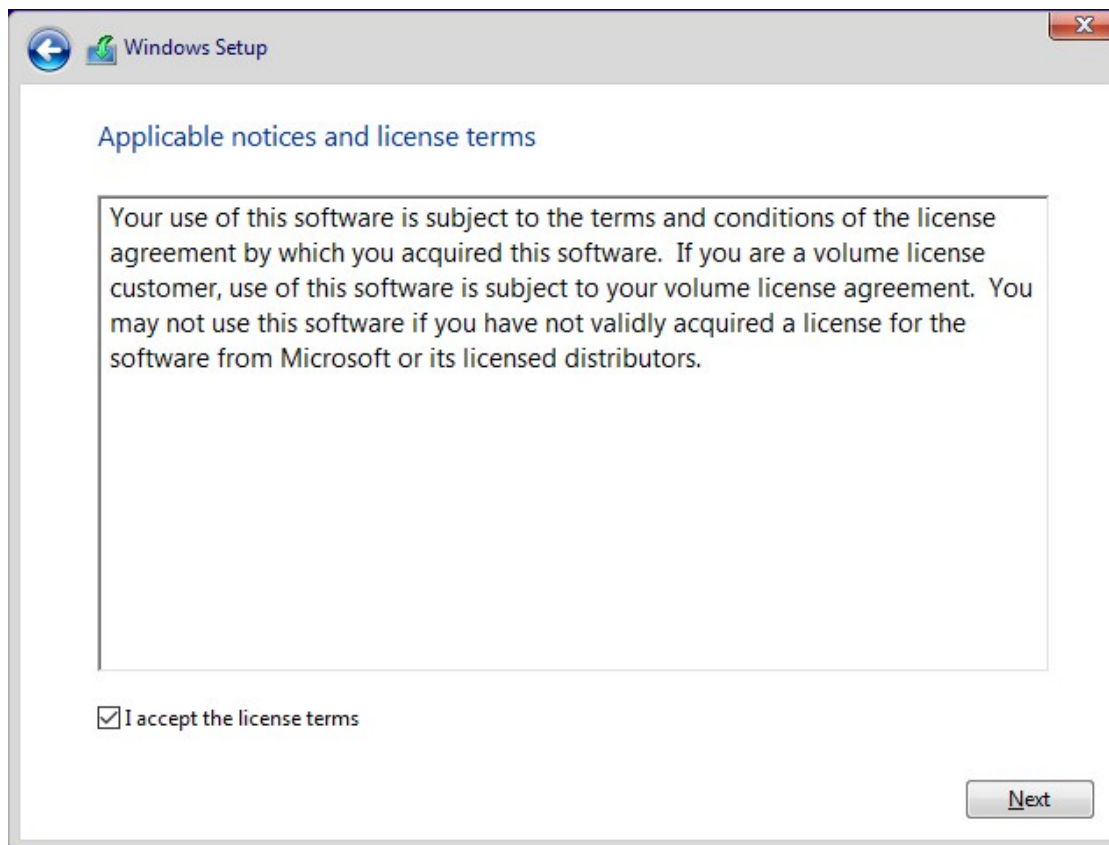 Windows Setup
Applicable notices and license terms
Your use of this software is subject to the terms and conditions of the license
agreement by which you acquired this software.  If you are a volume license
customer, use of this software is subject to your volume license agreement.  You
may not use this software if you have not validly acquired a license for the
software from Microsoft or its licensed distributors.
I accept the license terms
Next